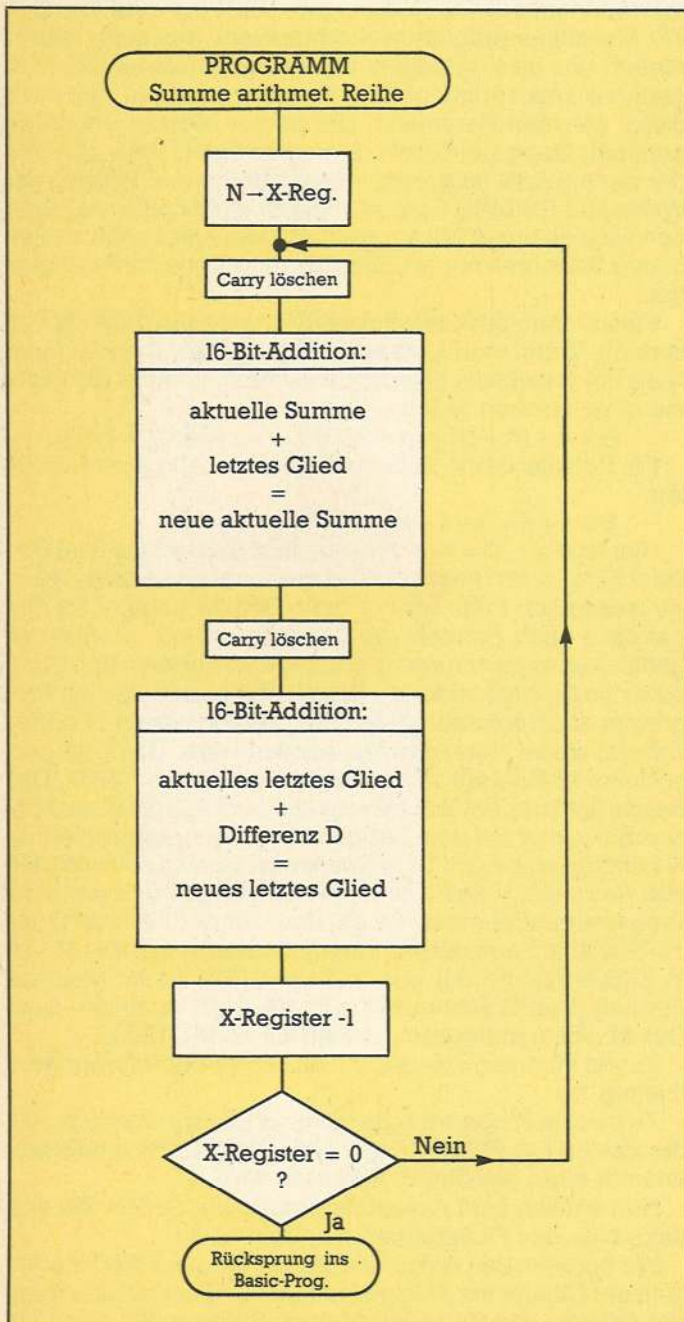 PROGRAMM
Summe arithmet. Reihe
N→X-Reg.
Carry löschen
16-Bit-Addition:
aktuelle Summe
+
letztes Glied
=
neue aktuelle Summe
Carry löschen
16-Bit-Addition:
aktuelles letztes Glied
+
Differenz D
=
neues letztes Glied
X-Register -1
X-Register = 0
?
Nein
Ja
Rücksprung ins
Basic-Prog.